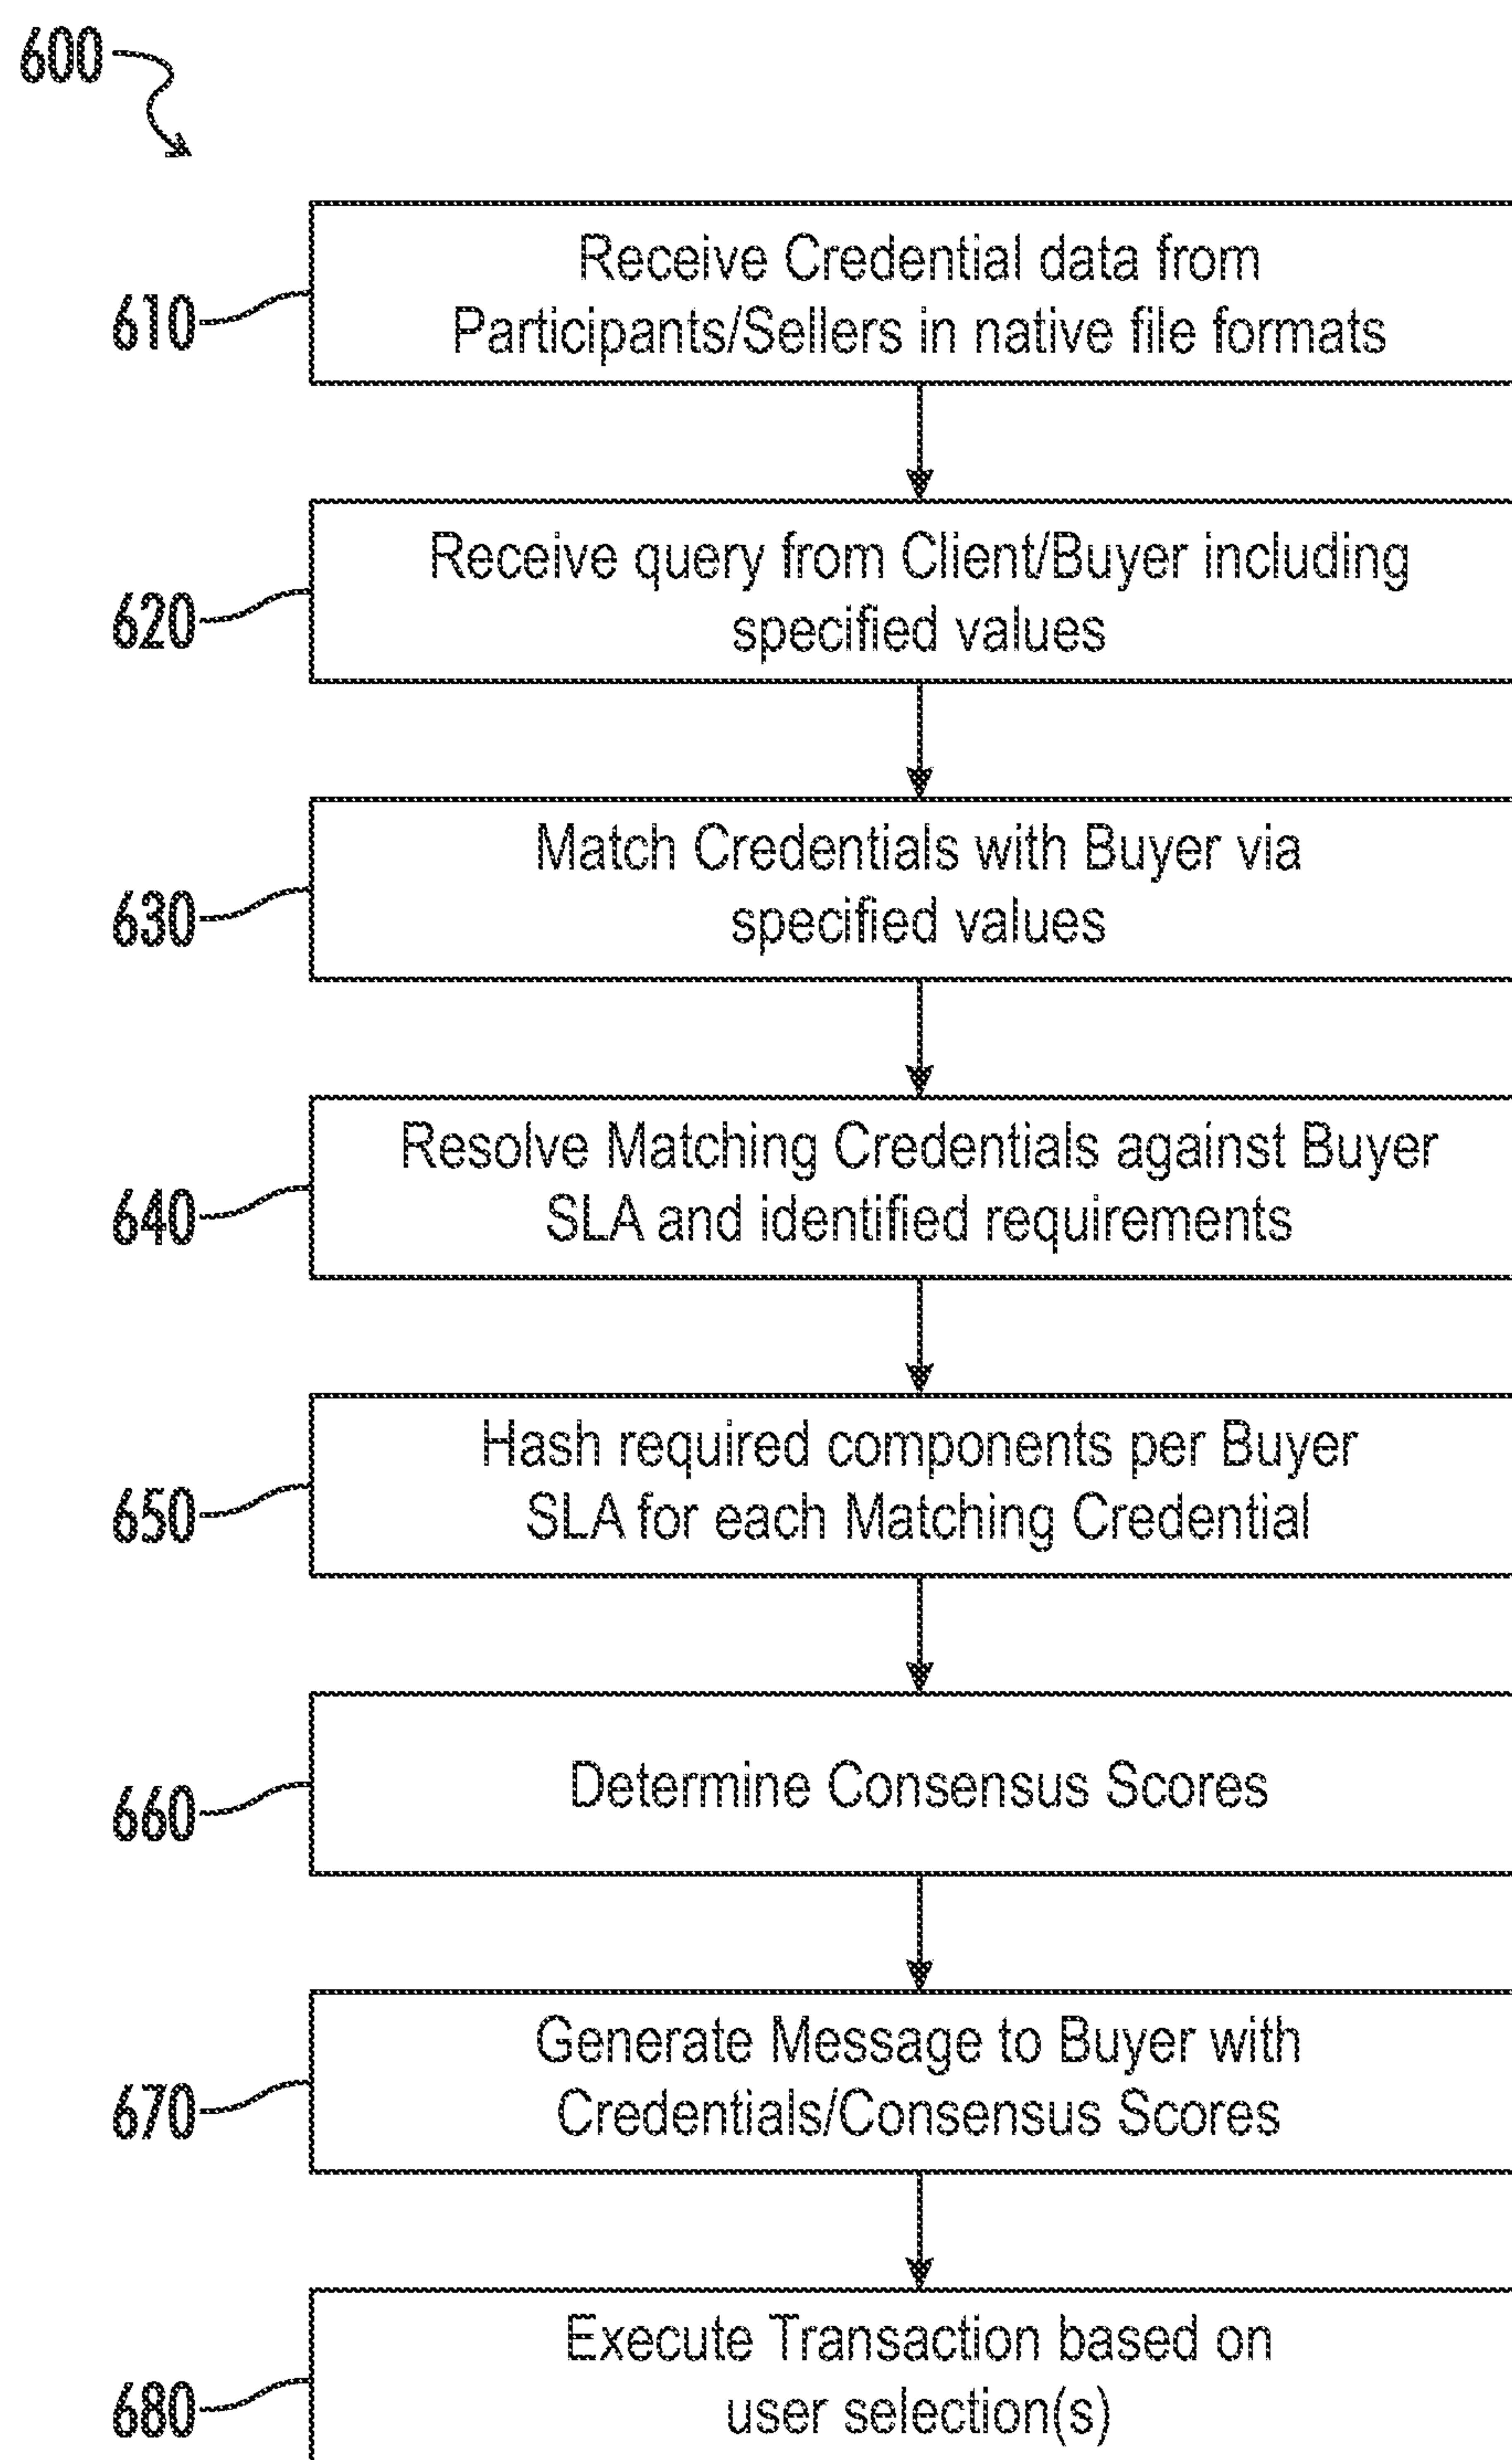 600
610
Receive Credential data from
Participants/Sellers in native file formats
620
Receive query from Client/Buyer including
specified values
630
Match Credentials with Buyer via
specified values
640
Resolve Matching Credentials against Buyer
SLA and identified requirements
650
Hash required components per Buyer
SLA for each Matching Credential
660
Determine Consensus Scores
670
Generate Message to Buyer with
Credentials/Consensus Scores
680
Execute Transaction based on
user selection(s)